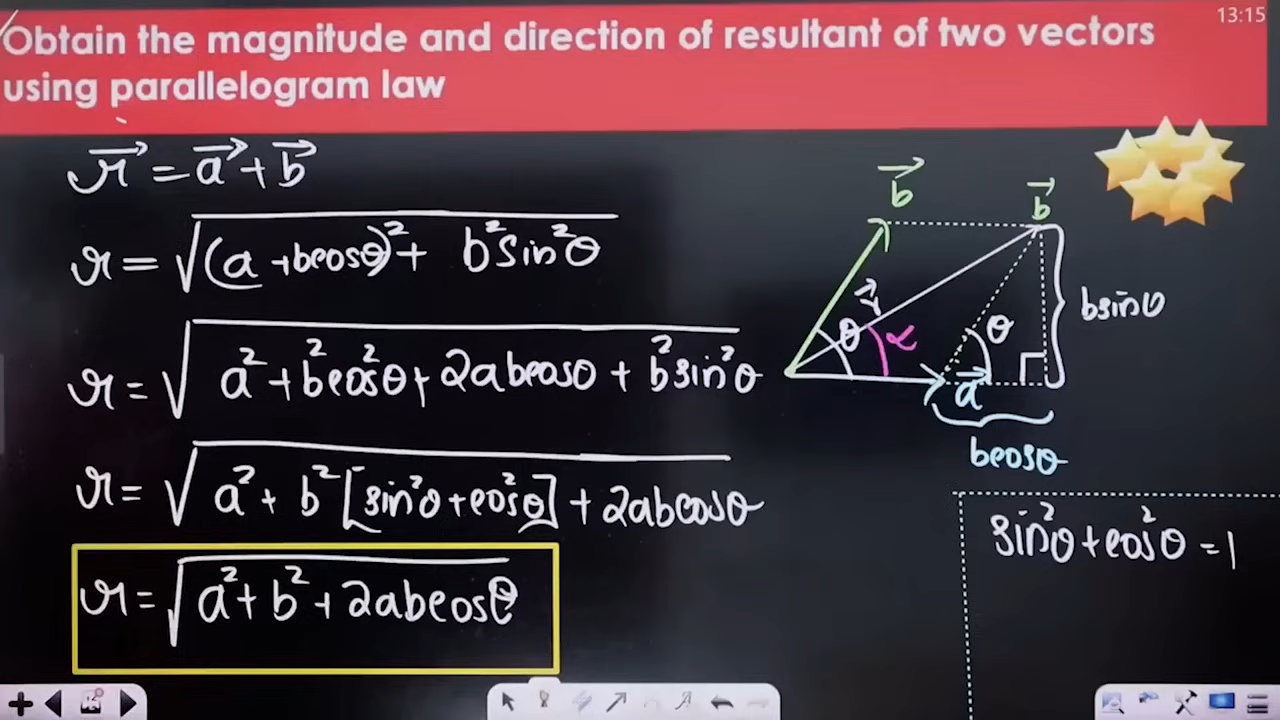 13:15
Obtain the magnitude and direction of resultant of two vectors
using parallelogram law
r⃗ = a⃗ + b⃗
r = √((a + bcosθ)² + b²sin²θ)
r = √(a² + b²cos²θ + 2abcosθ + b²sin²θ)
r = √(a² + b²[sin²θ + cos²θ] + 2abcosθ)
r = √(a² + b² + 2abcosθ)
b⃗
b⃗
r⃗
θ
α
θ
bsinθ
a⃗
bcosθ
sin²θ + cos²θ = 1